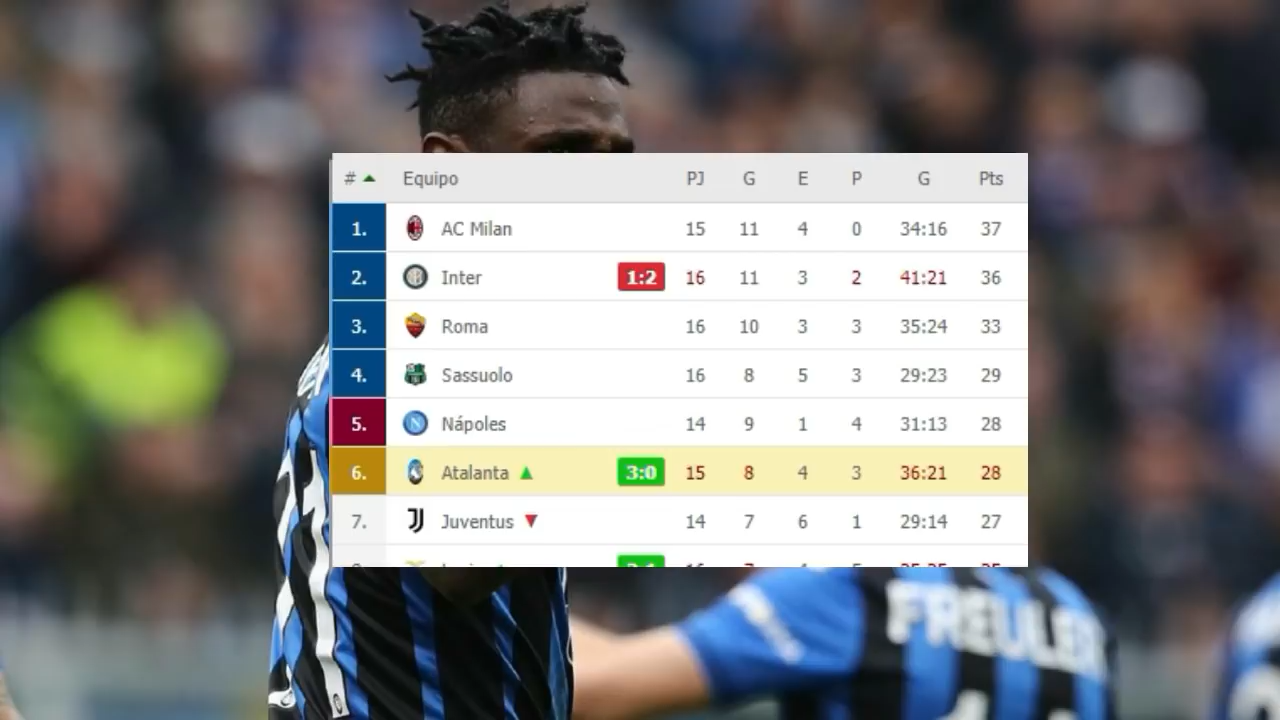 # Equipo PJ G E P G Pts
1. AC Milan 15 11 4 0 34:16 37
2. Inter 1:2 16 11 3 2 41:21 36
3. Roma 16 10 3 3 35:24 33
4. Sassuolo 16 8 5 3 29:23 29
5. Nápoles 14 9 1 4 31:13 28
6. Atalanta 3:0 15 8 4 3 36:21 28
7. Juventus 14 7 6 1 29:14 27
FREULER